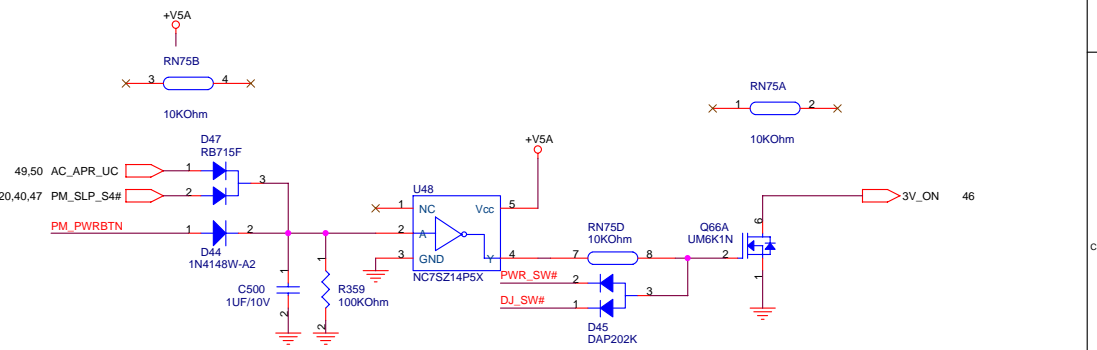 +V5A
RN75B
3 4
10KOhm
RN75A
1 2
10KOhm
D47
RB715F
49,50 AC_APR_UC
1
3
20,40,47 PM_SLP_S4#
2
PM_PWRBTN
1 2
D44
1N4148W-A2
1
C500
1UF/10V
2
1
R359
100KOhm
2
+V5A
U48
1 NC
Vcc 5
2 A
3 GND
Y 4
NC7SZ14P5X
RN75D
10KOhm
7 8
PWR_SW#
2
DJ_SW#
1
3
D45
DAP202K
Q66A
UM6K1N
6
2
1
3V_ON 46
C